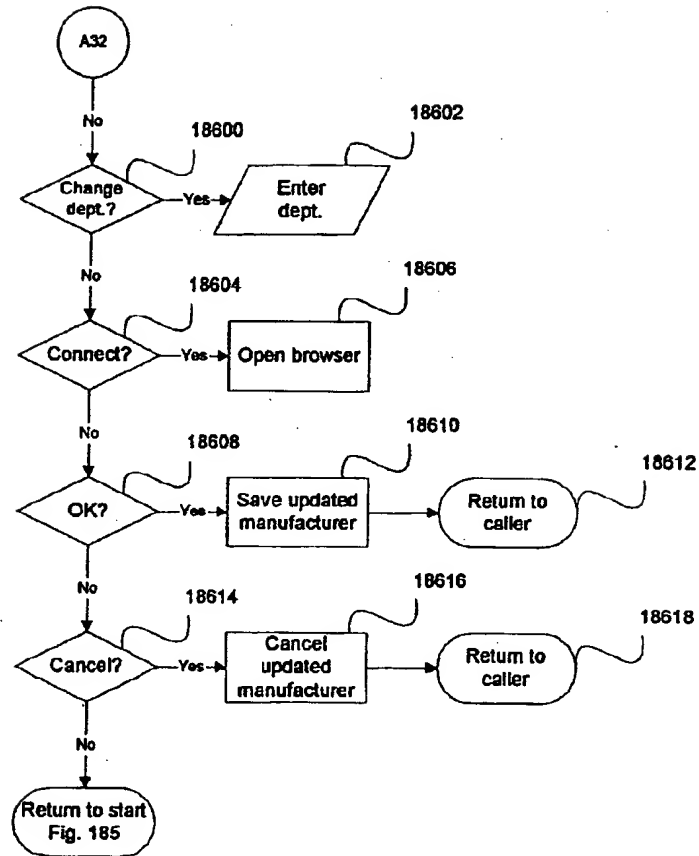 A32
No
18600
18602
Change
dept.?
Yes
Enter
dept.
No
18604
18606
Connect?
Yes
Open browser
No
18608
18610
18612
OK?
Yes
Save updated
manufacturer
Return to
caller
No
18614
18616
18618
Cancel?
Yes
Cancel
updated
manufacturer
Return to
caller
No
Return to start
Fig. 185